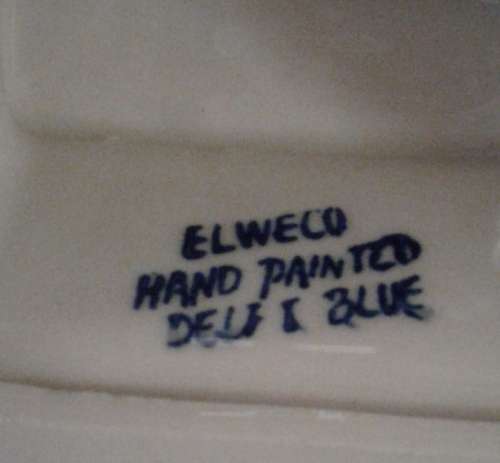 ELWECO
HAND PAINTED
DELFT BLUE